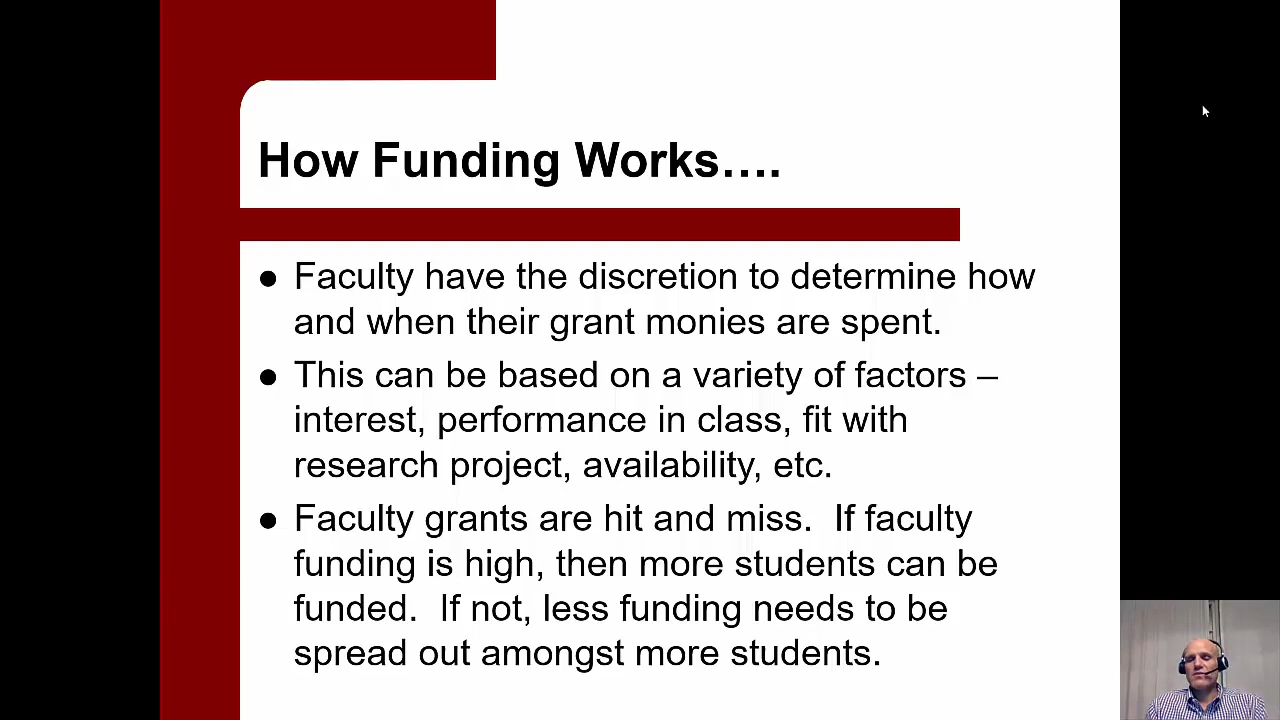 How Funding Works….
● Faculty have the discretion to determine how
and when their grant monies are spent.
● This can be based on a variety of factors –
interest, performance in class, fit with
research project, availability, etc.
● Faculty grants are hit and miss.  If faculty
funding is high, then more students can be
funded.  If not, less funding needs to be
spread out amongst more students.